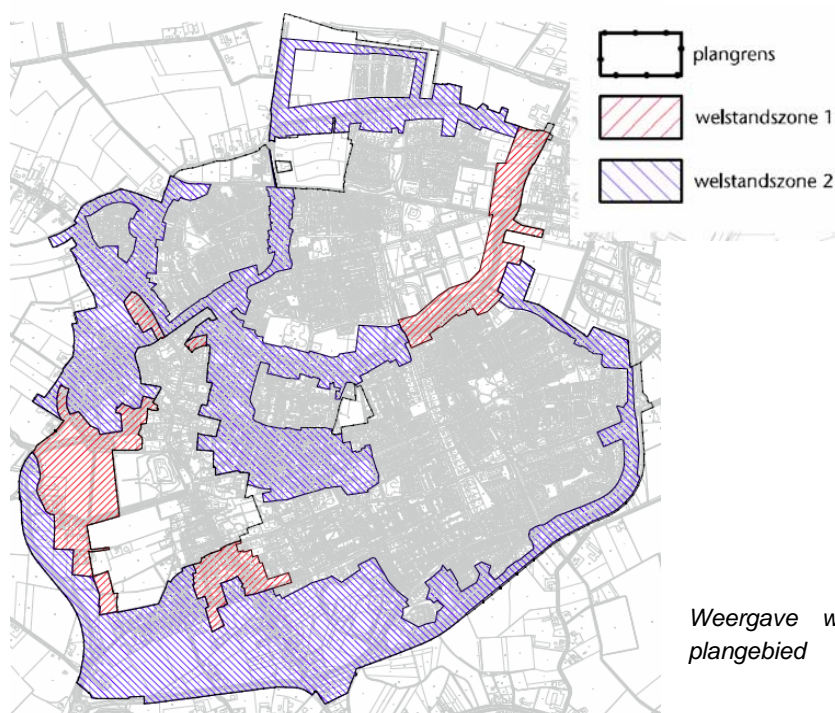 plangrens
welstandszone 1
welstandszone 2
Weergave w
plangebied